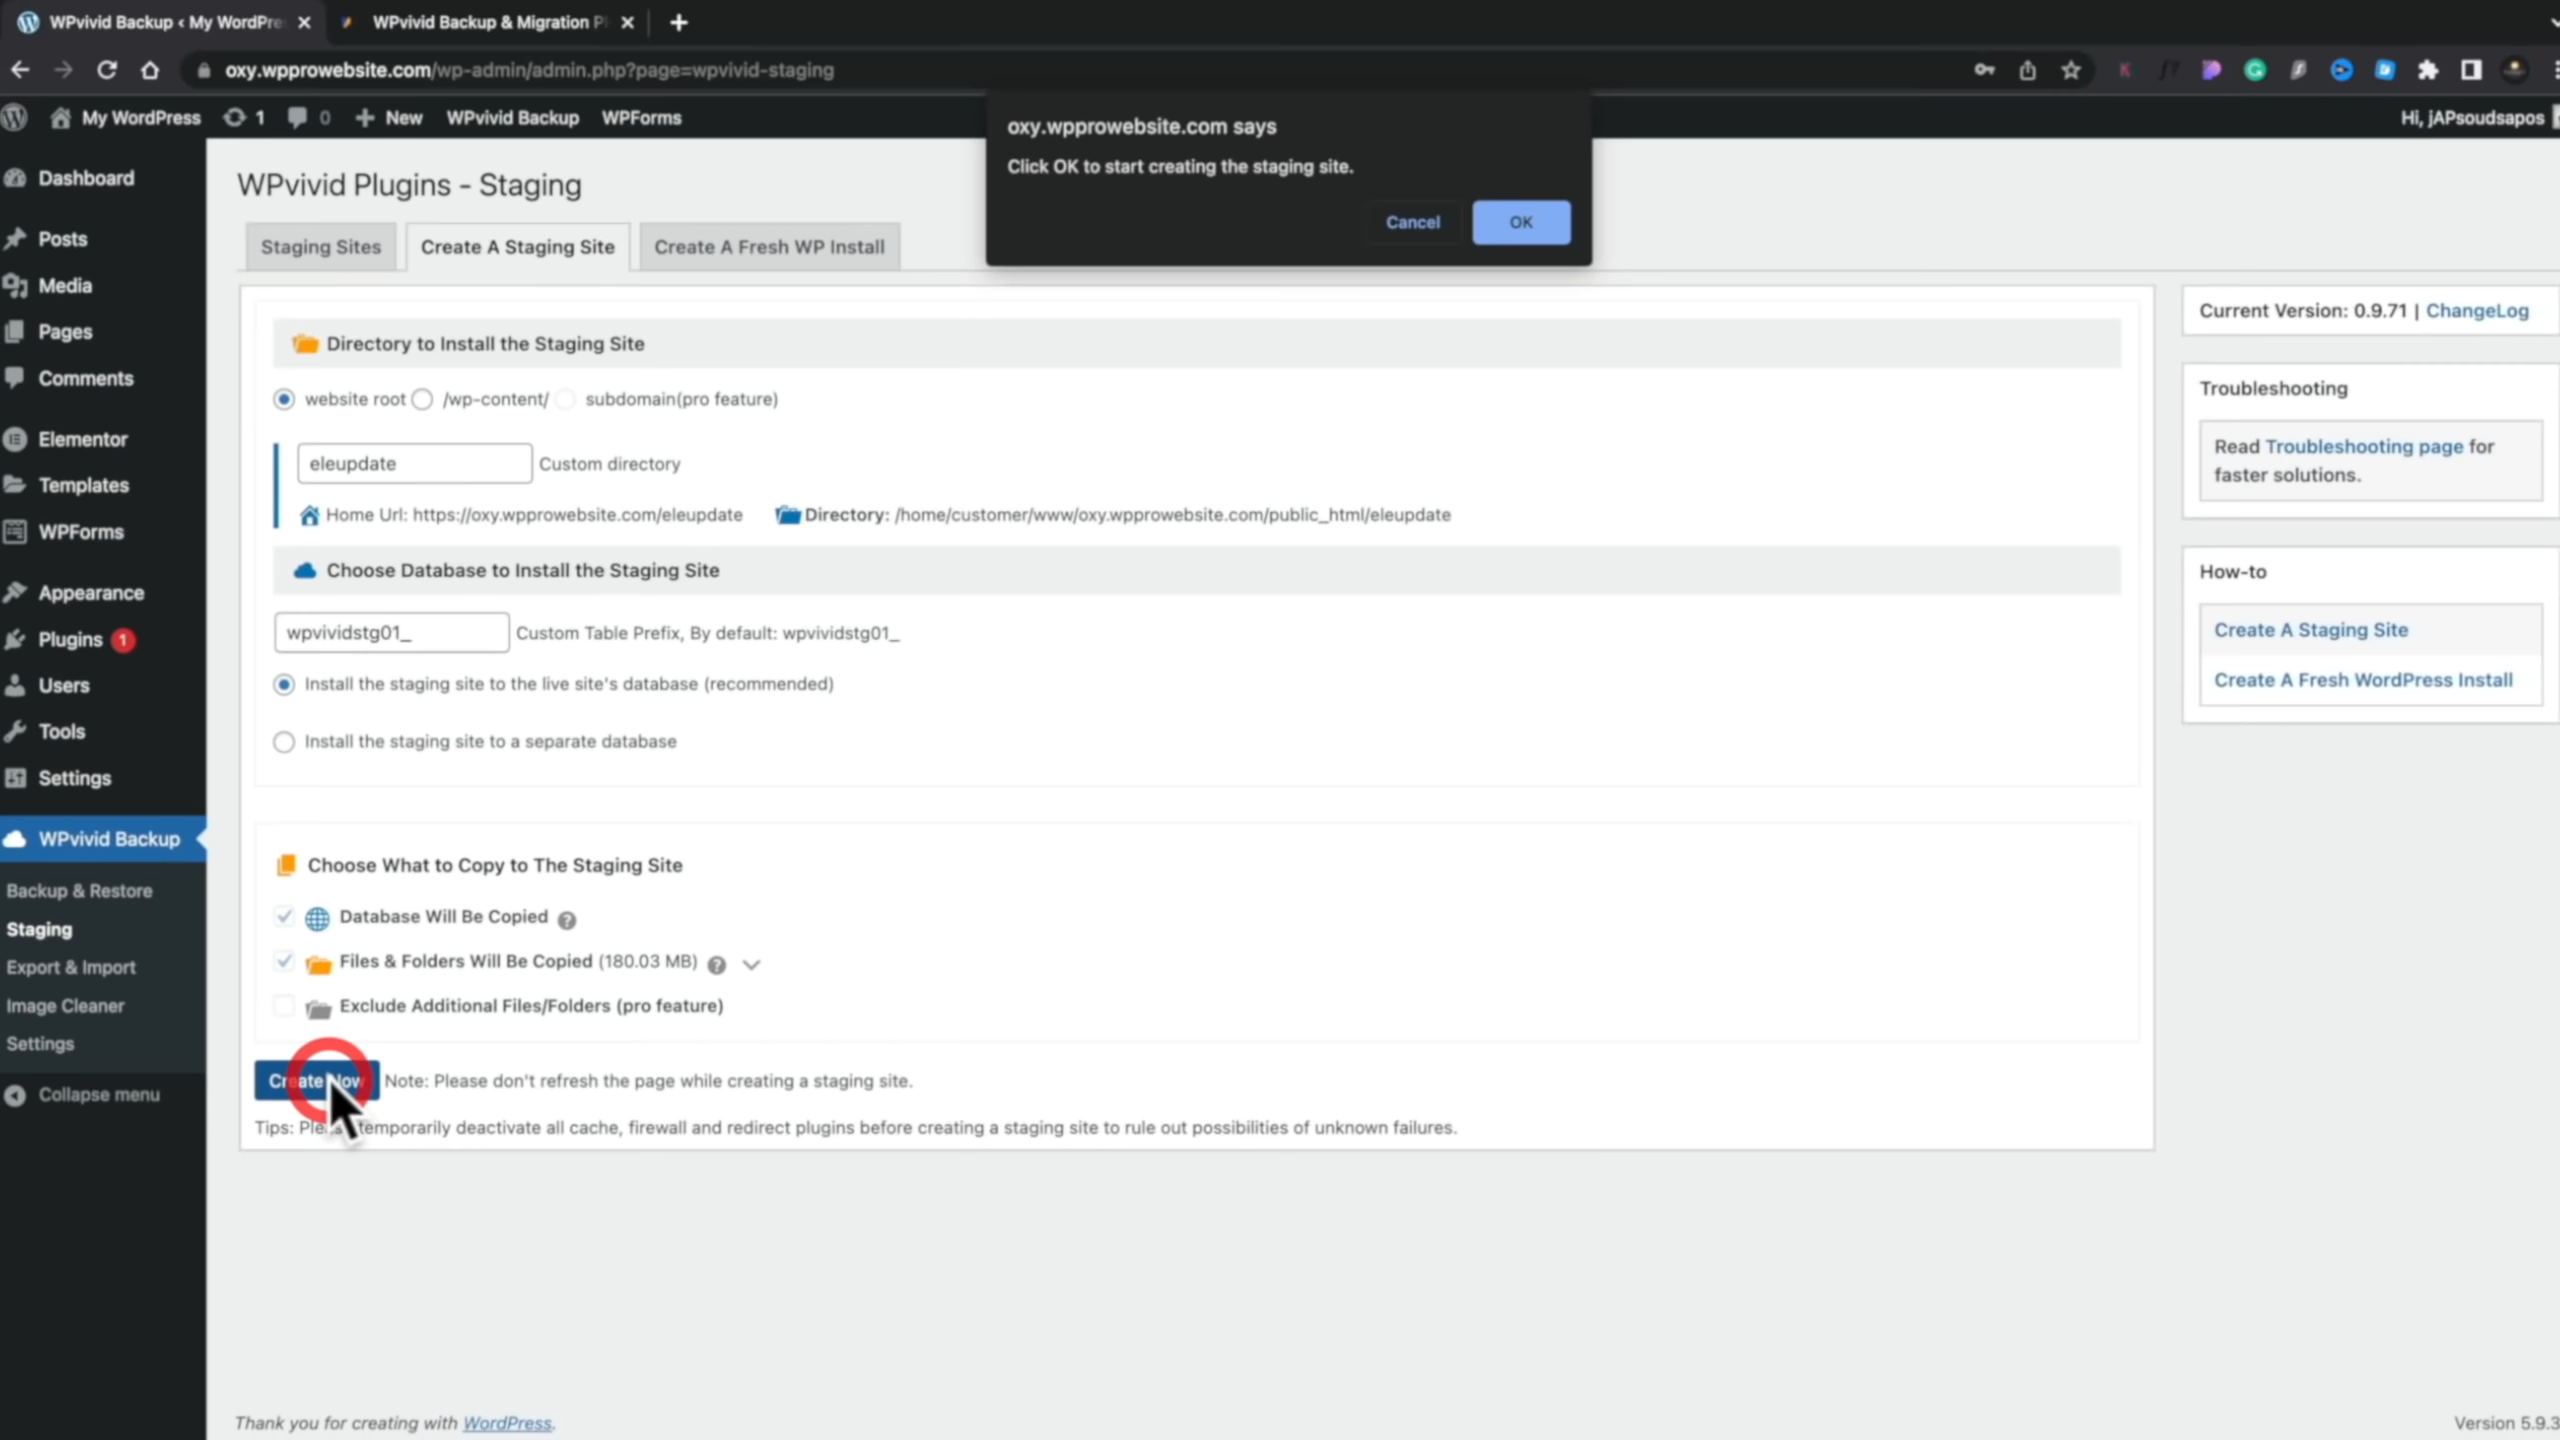 WPvivid Backup ‹ My WordPre
WPvivid Backup & Migration P
oxy.wpprowebsite.com/wp-admin/admin.php?page=wpvivid-staging
My WordPress 1 0 New WPvivid Backup WPForms
Hi, jAPsoudsapos
oxy.wpprowebsite.com says
Click OK to start creating the staging site.
Cancel OK
Dashboard
Posts
Media
Pages
Comments
Elementor
Templates
WPForms
Appearance
Plugins 1
Users
Tools
Settings
WPvivid Backup
Backup & Restore
Staging
Export & Import
Image Cleaner
Settings
Collapse menu
WPvivid Plugins - Staging
Staging Sites Create A Staging Site Create A Fresh WP Install
Directory to Install the Staging Site
website root /wp-content/ subdomain(pro feature)
eleupdate Custom directory
Home Url: https://oxy.wpprowebsite.com/eleupdate Directory: /home/customer/www/oxy.wpprowebsite.com/public_html/eleupdate
Choose Database to Install the Staging Site
wpvividstg01_ Custom Table Prefix, By default: wpvividstg01_
Install the staging site to the live site's database (recommended)
Install the staging site to a separate database
Choose What to Copy to The Staging Site
Database Will Be Copied ?
Files & Folders Will Be Copied (180.03 MB) ?
Exclude Additional Files/Folders (pro feature)
Create Now Note: Please don't refresh the page while creating a staging site.
Tips: temporarily deactivate all cache, firewall and redirect plugins before creating a staging site to rule out possibilities of unknown failures.
Current Version: 0.9.71 | ChangeLog
Troubleshooting
Read Troubleshooting page for
faster solutions.
How-to
Create A Staging Site
Create A Fresh WordPress Install
Thank you for creating with WordPress.
Version 5.9.3